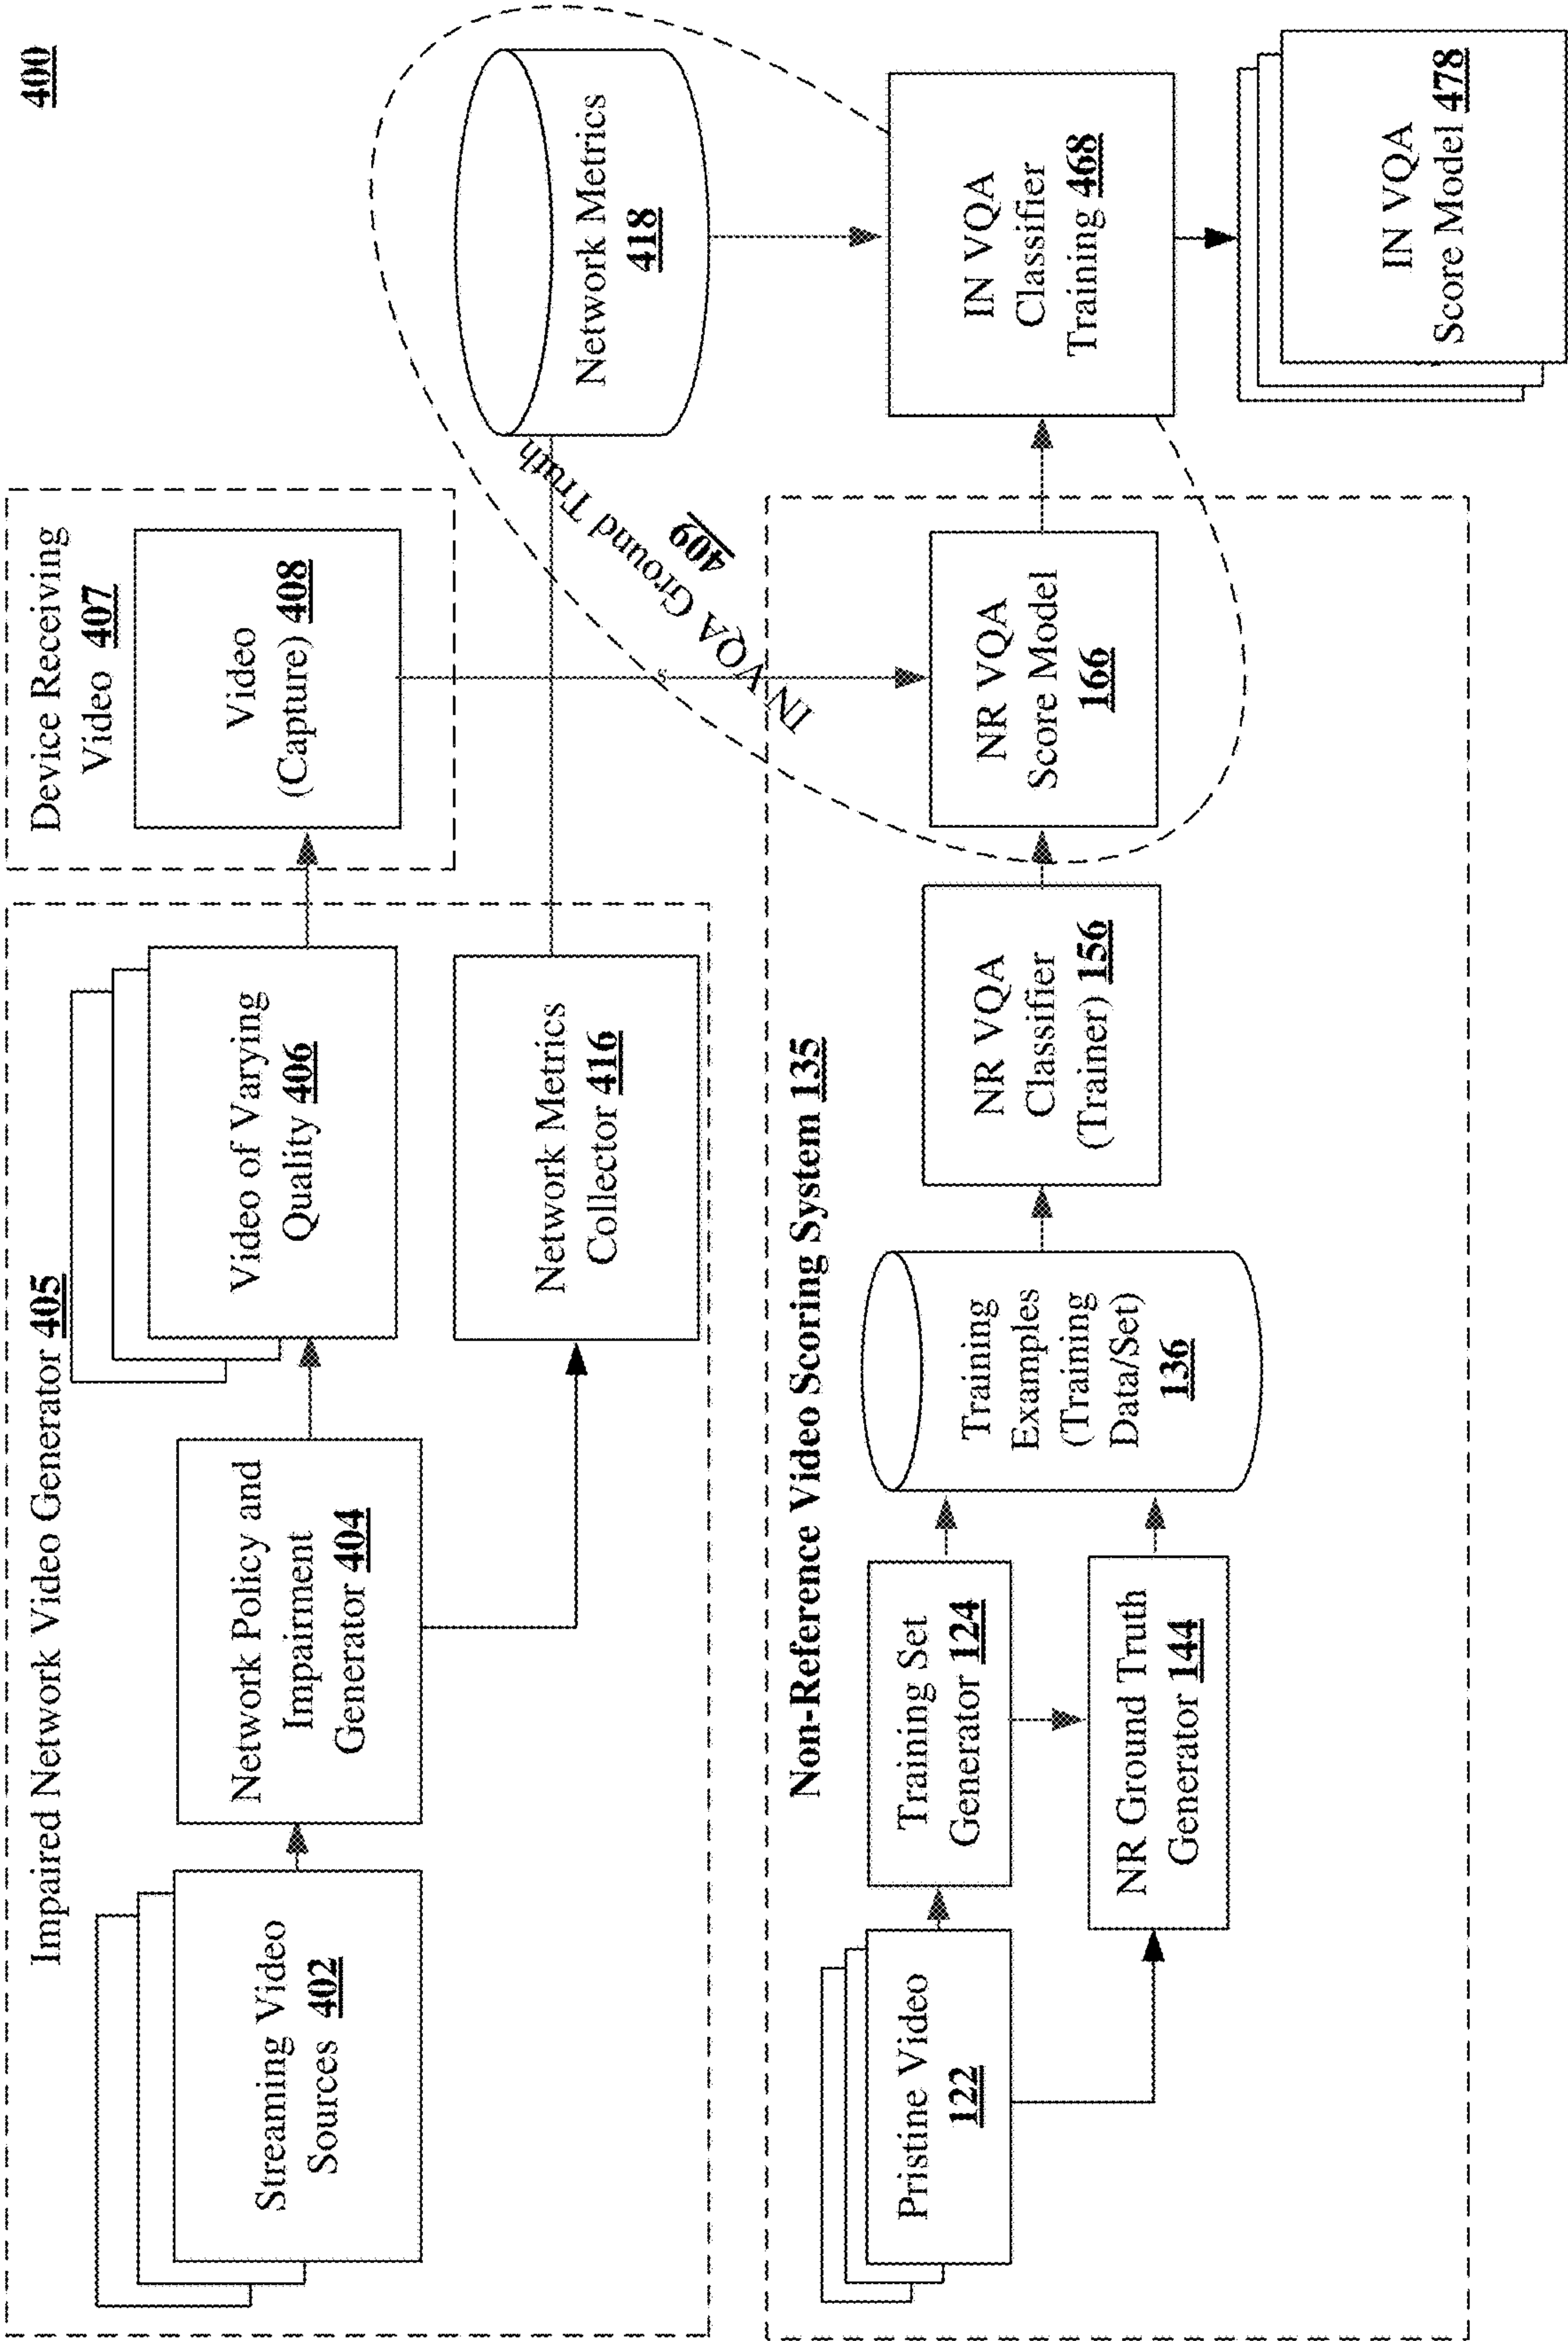 400
Impaired Network Video Generator 405
Streaming Video
Sources 402
Network Policy and
Impairment
Generator 404
Video of Varying
Quality 406
Network Metrics
Collector 416
Device Receiving
Video 407
Video
(Capture) 408
Network Metrics
418
IN VQA Ground Truth
409
Non-Reference Video Scoring System 135
Pristine Video
122
Training Set
Generator 124
NR Ground Truth
Generator 144
Training
Examples
(Training
Data/Set)
136
NR VQA
Classifier
(Trainer) 156
NR VQA
Score Model
166
IN VQA
Classifier
Training 468
IN VQA
Score Model 478
s